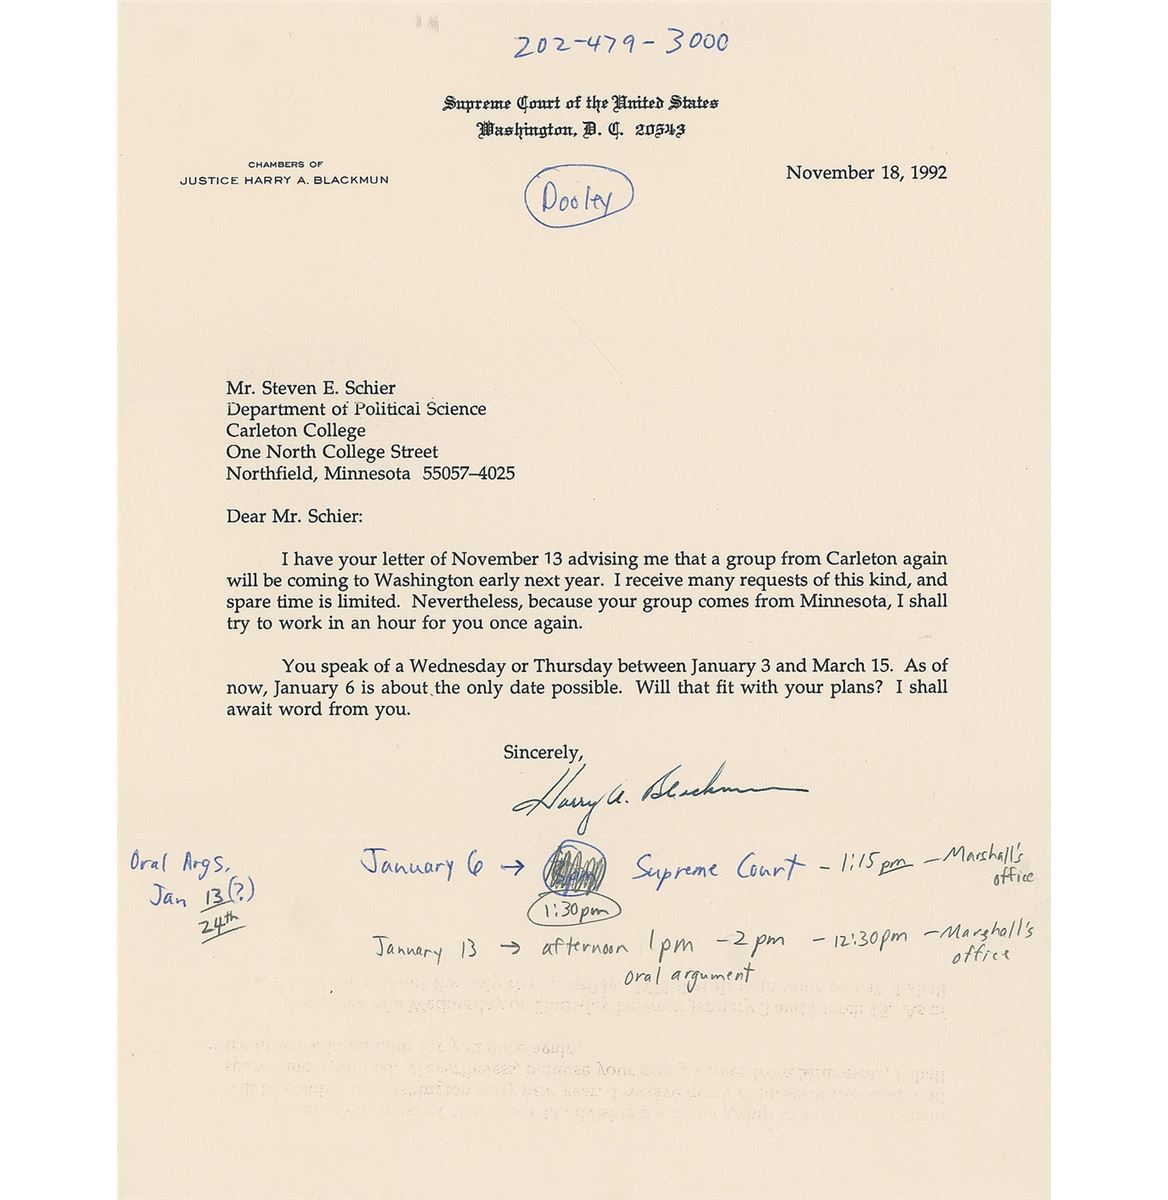 202-479-3000
Supreme Court of the United States
Washington, D. C. 20543
CHAMBERS OF
JUSTICE HARRY A. BLACKMUN
November 18, 1992
Dooley
Mr. Steven E. Schier
Department of Political Science
Carleton College
One North College Street
Northfield, Minnesota 55057–4025
Dear Mr. Schier:
I have your letter of November 13 advising me that a group from Carleton again
will be coming to Washington early next year. I receive many requests of this kind, and
spare time is limited. Nevertheless, because your group comes from Minnesota, I shall
try to work in an hour for you once again.
You speak of a Wednesday or Thursday between January 3 and March 15. As of
now, January 6 is about the only date possible. Will that fit with your plans? I shall
await word from you.
Sincerely,
Harry A. Blackmun
Oral Args,
Jan 13(?)
24th
January 6 → Supreme Court – 1:15 pm – Marshall's
office
1:30pm
January 13 → afternoon 1pm – 2 pm – 12:30pm – Marshall's
office
oral argument